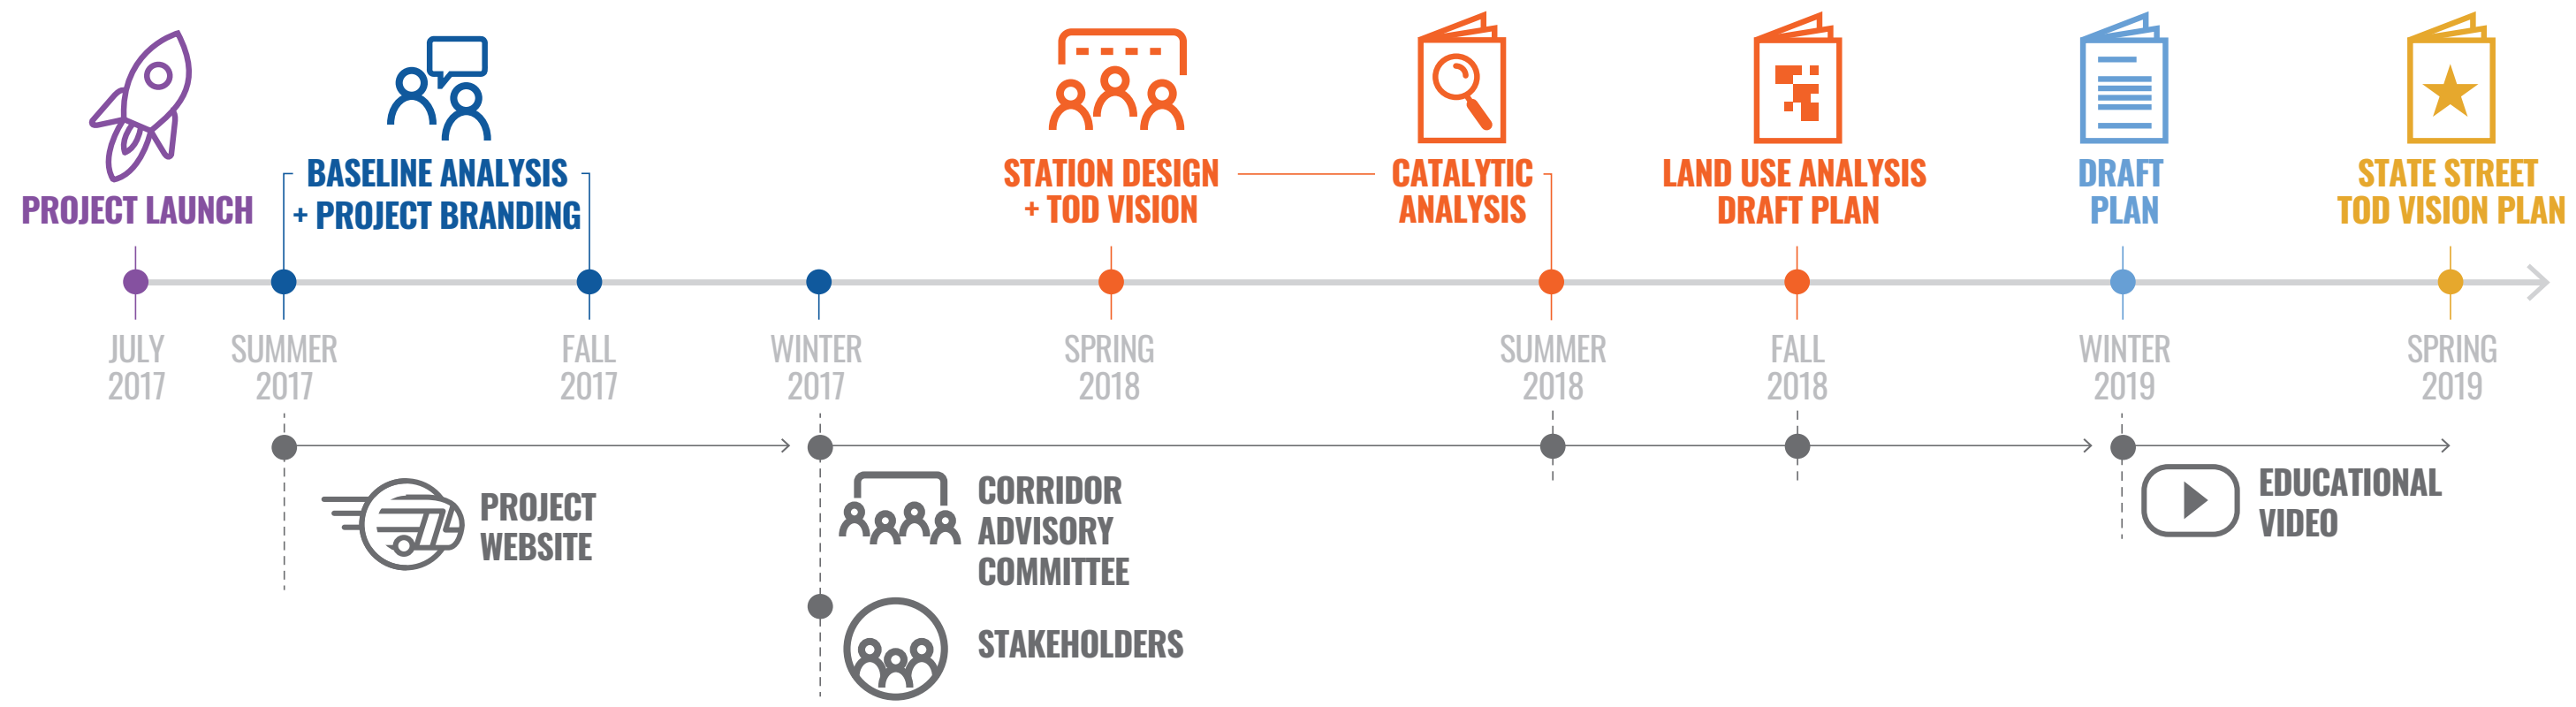 PROJECT LAUNCH
BASELINE ANALYSIS
+ PROJECT BRANDING
STATION DESIGN
+ TOD VISION
CATALYTIC
ANALYSIS
LAND USE ANALYSIS
DRAFT PLAN
DRAFT
PLAN
STATE STREET
TOD VISION PLAN
JULY
2017
SUMMER
2017
FALL
2017
WINTER
2017
SPRING
2018
SUMMER
2018
FALL
2018
WINTER
2019
SPRING
2019
PROJECT
WEBSITE
CORRIDOR
ADVISORY
COMMITTEE
STAKEHOLDERS
EDUCATIONAL
VIDEO